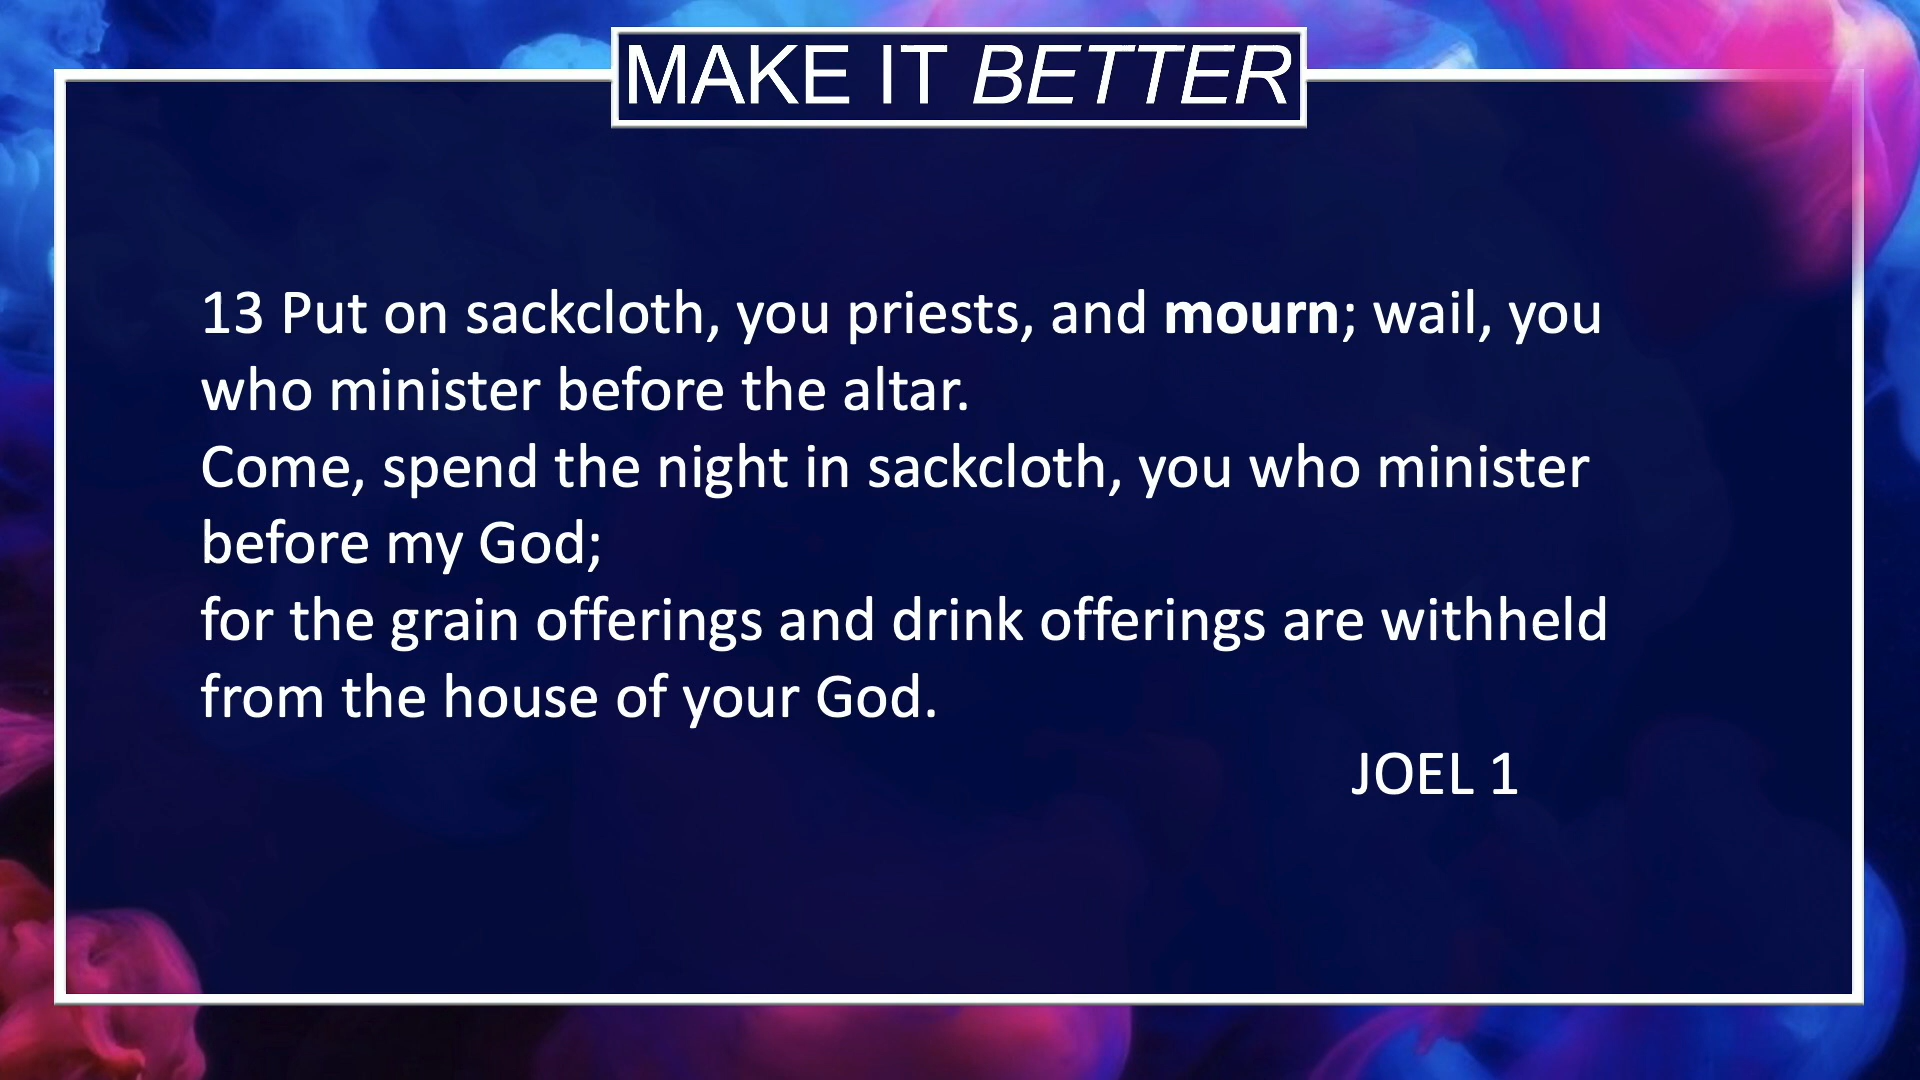 MAKE IT BETTER
13 Put on sackcloth, you priests, and mourn; wail, you
who minister before the altar.
Come, spend the night in sackcloth, you who minister
before my God;
for the grain offerings and drink offerings are withheld
from the house of your God.
JOEL 1